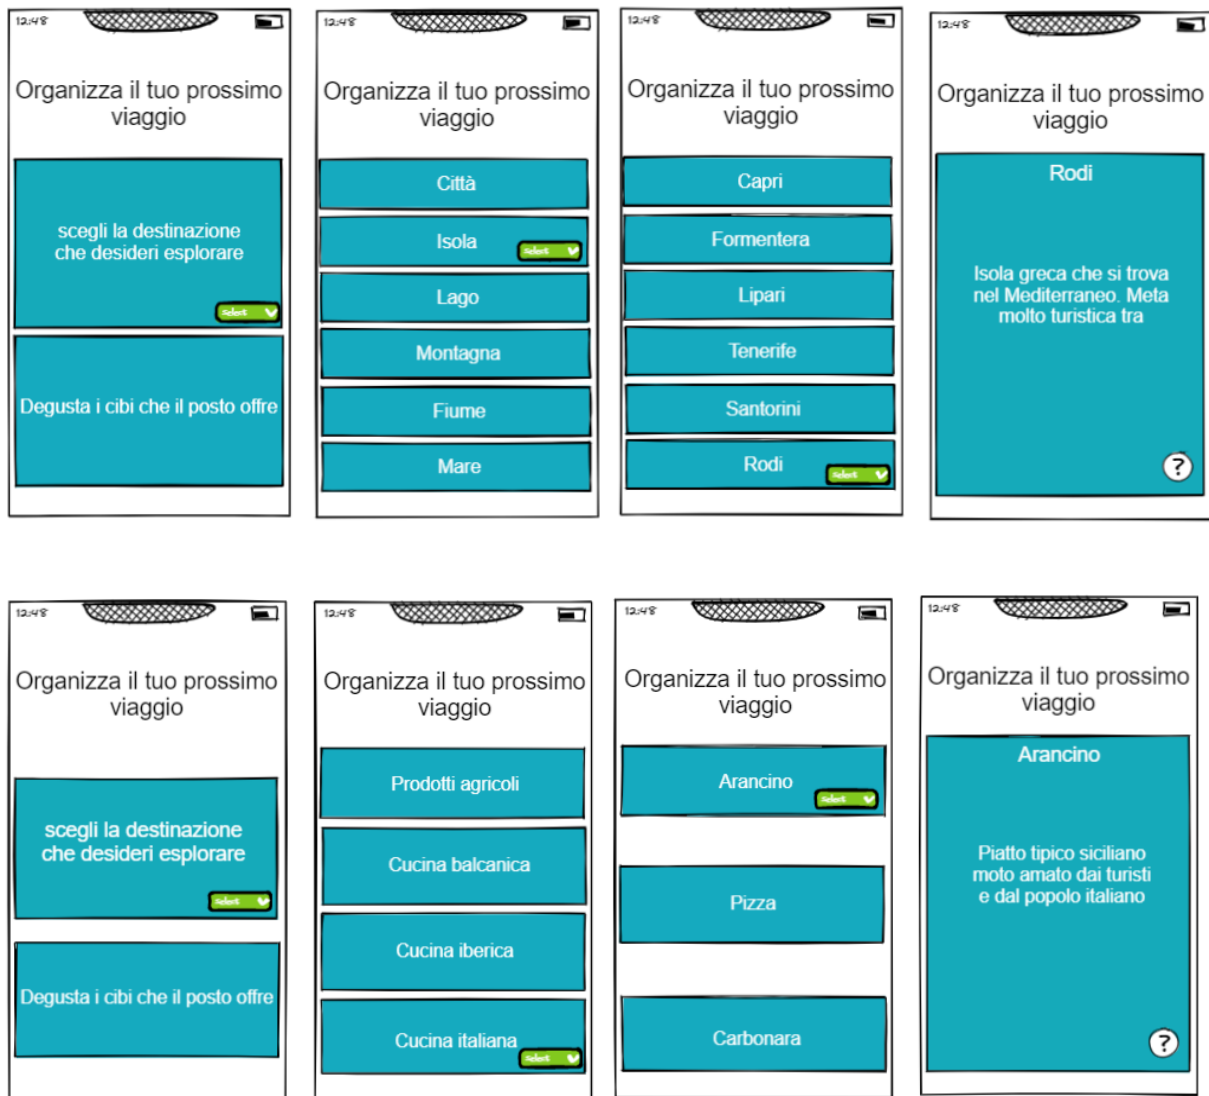 12:48
Organizza il tuo prossimo
viaggio
scegli la destinazione
che desideri esplorare
select
Degusta i cibi che il posto offre
12:48
Organizza il tuo prossimo
viaggio
Città
Isola
select
Lago
Montagna
Fiume
Mare
12:48
Organizza il tuo prossimo
viaggio
Capri
Formentera
Lipari
Tenerife
Santorini
Rodi
select
12:48
Organizza il tuo prossimo
viaggio
Rodi
Isola greca che si trova
nel Mediterraneo. Meta
molto turistica tra
?
12:48
Organizza il tuo prossimo
viaggio
scegli la destinazione
che desideri esplorare
select
Degusta i cibi che il posto offre
12:48
Organizza il tuo prossimo
viaggio
Prodotti agricoli
Cucina balcanica
Cucina iberica
Cucina italiana
select
12:48
Organizza il tuo prossimo
viaggio
Arancino
select
Pizza
Carbonara
12:48
Organizza il tuo prossimo
viaggio
Arancino
Piatto tipico siciliano
moto amato dai turisti
e dal popolo italiano
?